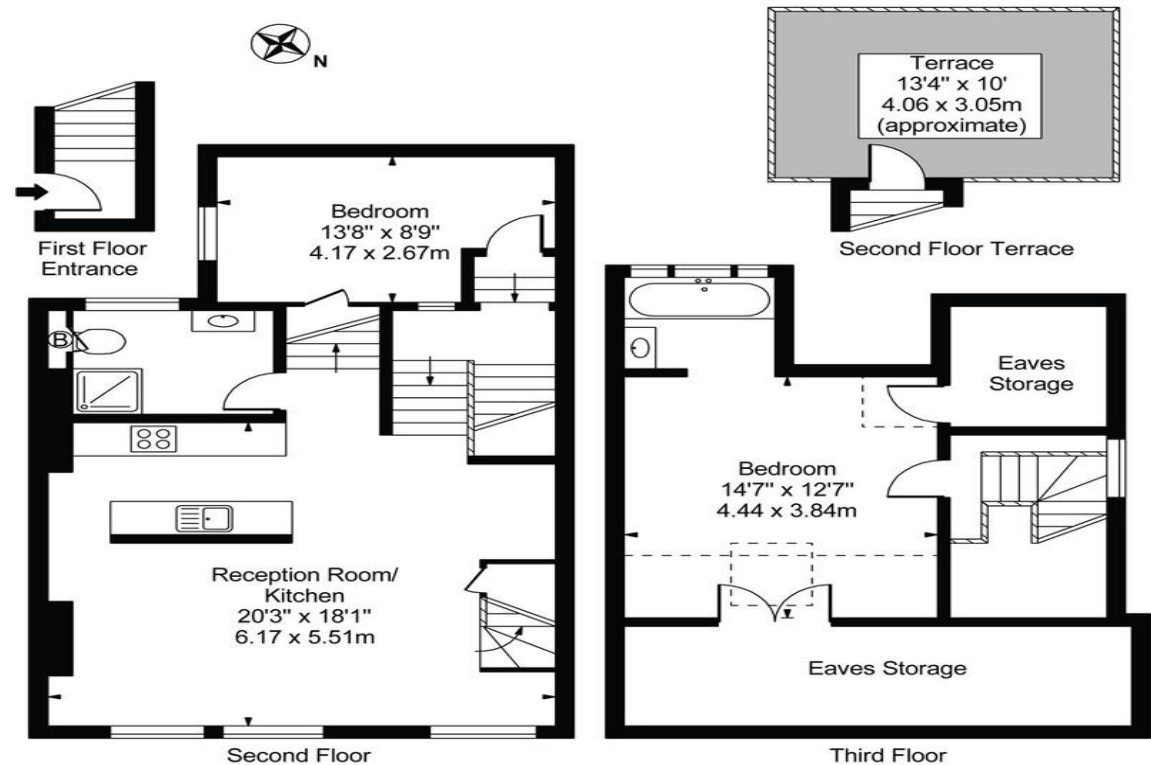 N
First Floor
Entrance
Bedroom
13'8" x 8'9"
4.17 x 2.67m
B
Reception Room/
Kitchen
20'3" x 18'1"
6.17 x 5.51m
Second Floor
Terrace
13'4" x 10'
4.06 x 3.05m
(approximate)
Second Floor Terrace
Eaves
Storage
Bedroom
14'7" x 12'7"
4.44 x 3.84m
Eaves Storage
Third Floor